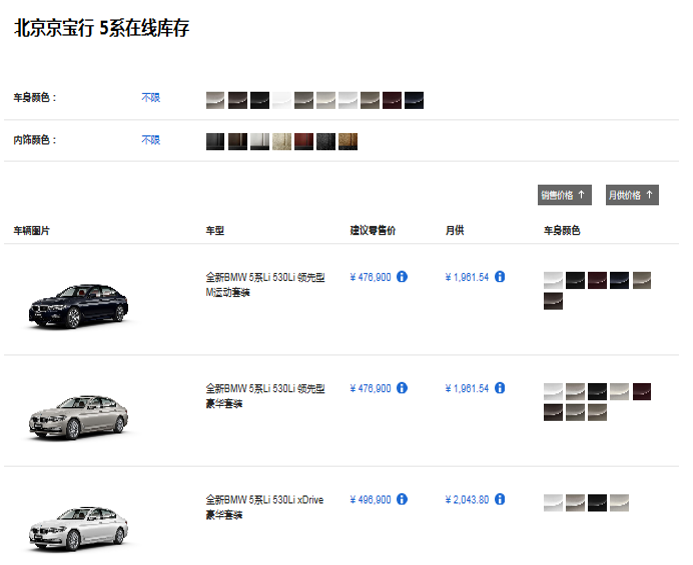 北京京宝行 5系在线库存
车身颜色： 不限
内饰颜色： 不限
销售价格 ↑ 月供价格 ↑
车辆图片 车型 建议零售价 月供 车身颜色
全新BMW 5系Li 530Li 领先型 ¥ 476,900 ¥ 1,961.54
M运动套装
全新BMW 5系Li 530Li 领先型 ¥ 476,900 ¥ 1,961.54
豪华套装
全新BMW 5系Li 530Li xDrive ¥ 496,900 ¥ 2,043.80
豪华套装